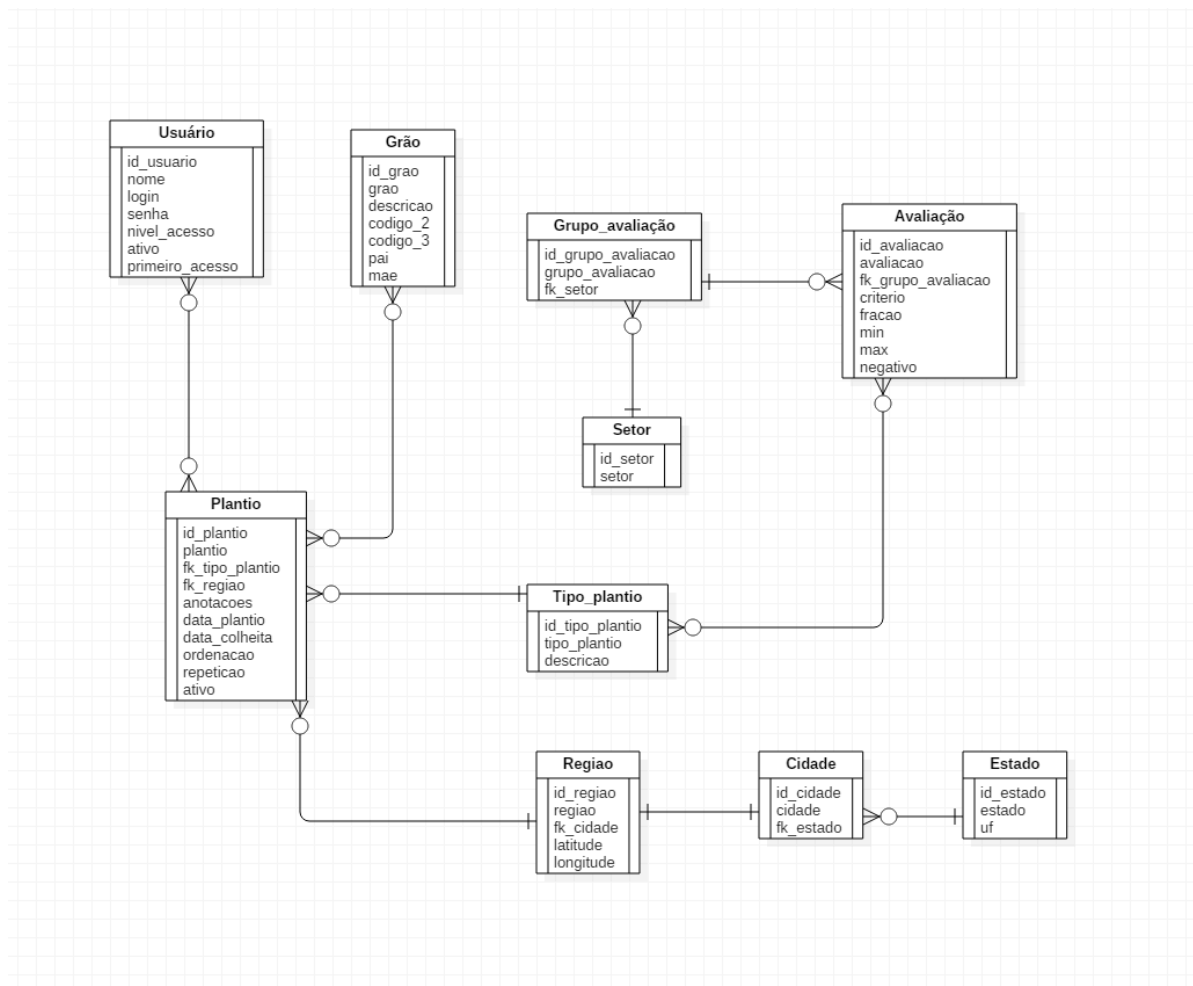 Usuário
id_usuario
nome
login
senha
nivel_acesso
ativo
primeiro_acesso
Grão
id_grao
grao
descricao
codigo_2
codigo_3
pai
mae
Grupo_avaliação
id_grupo_avaliacao
grupo_avaliacao
fk_setor
Avaliação
id_avaliacao
avaliacao
fk_grupo_avaliacao
criterio
fracao
min
max
negativo
Setor
id_setor
setor
Plantio
id_plantio
plantio
fk_tipo_plantio
fk_regiao
anotacoes
data_plantio
data_colheita
ordenacao
repeticao
ativo
Tipo_plantio
id_tipo_plantio
tipo_plantio
descricao
Regiao
id_regiao
regiao
fk_cidade
latitude
longitude
Cidade
id_cidade
cidade
fk_estado
Estado
id_estado
estado
uf